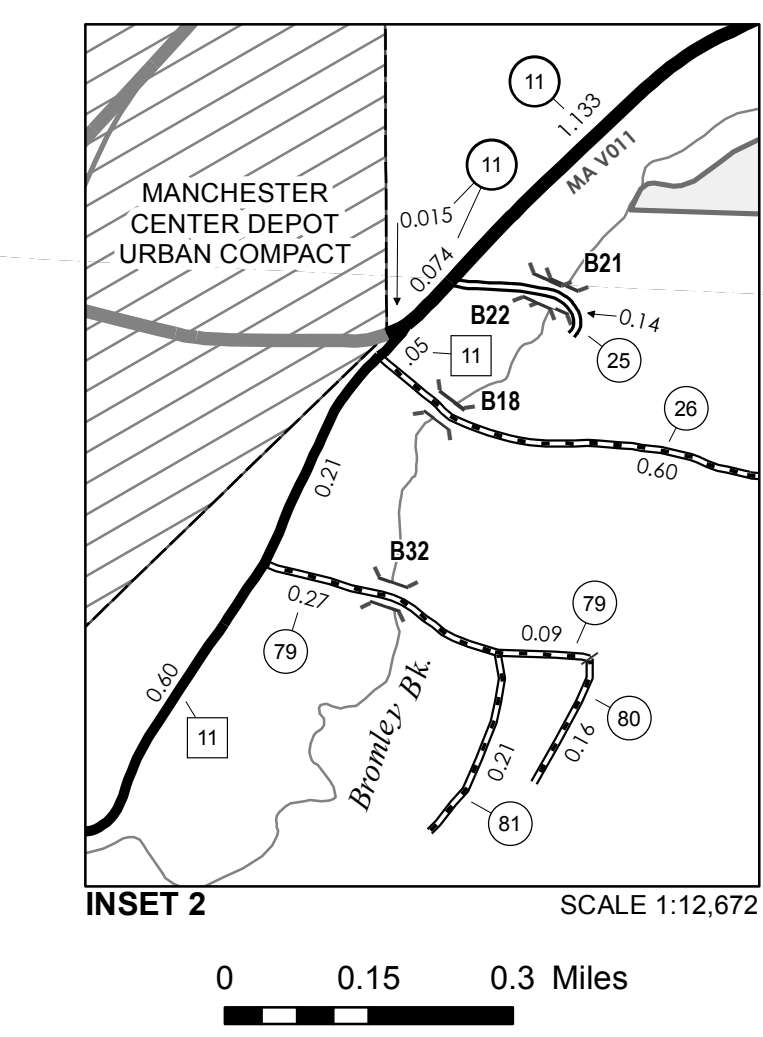 11
1.133
MA V011
11
0.015
0.074
MANCHESTER
CENTER DEPOT
URBAN COMPACT
B21
B22
0.14
25
.05
11
B18
26
0.60
0.21
B32
0.27
79
79
0.09
0.60
11
Bromley Bk.
80
0.16
0.21
81
INSET 2
SCALE 1:12,672
0 0.15 0.3 Miles